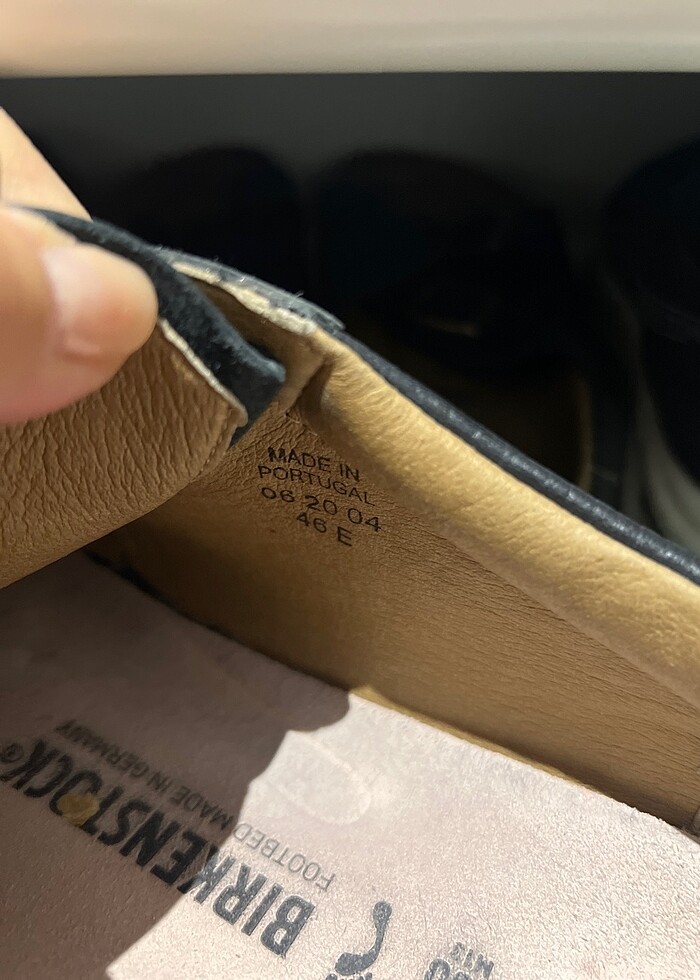 MADE IN
PORTUGAL
06 20 04
46 E
BIRKENSTOCK®
FOOTBED MADE IN GERMANY